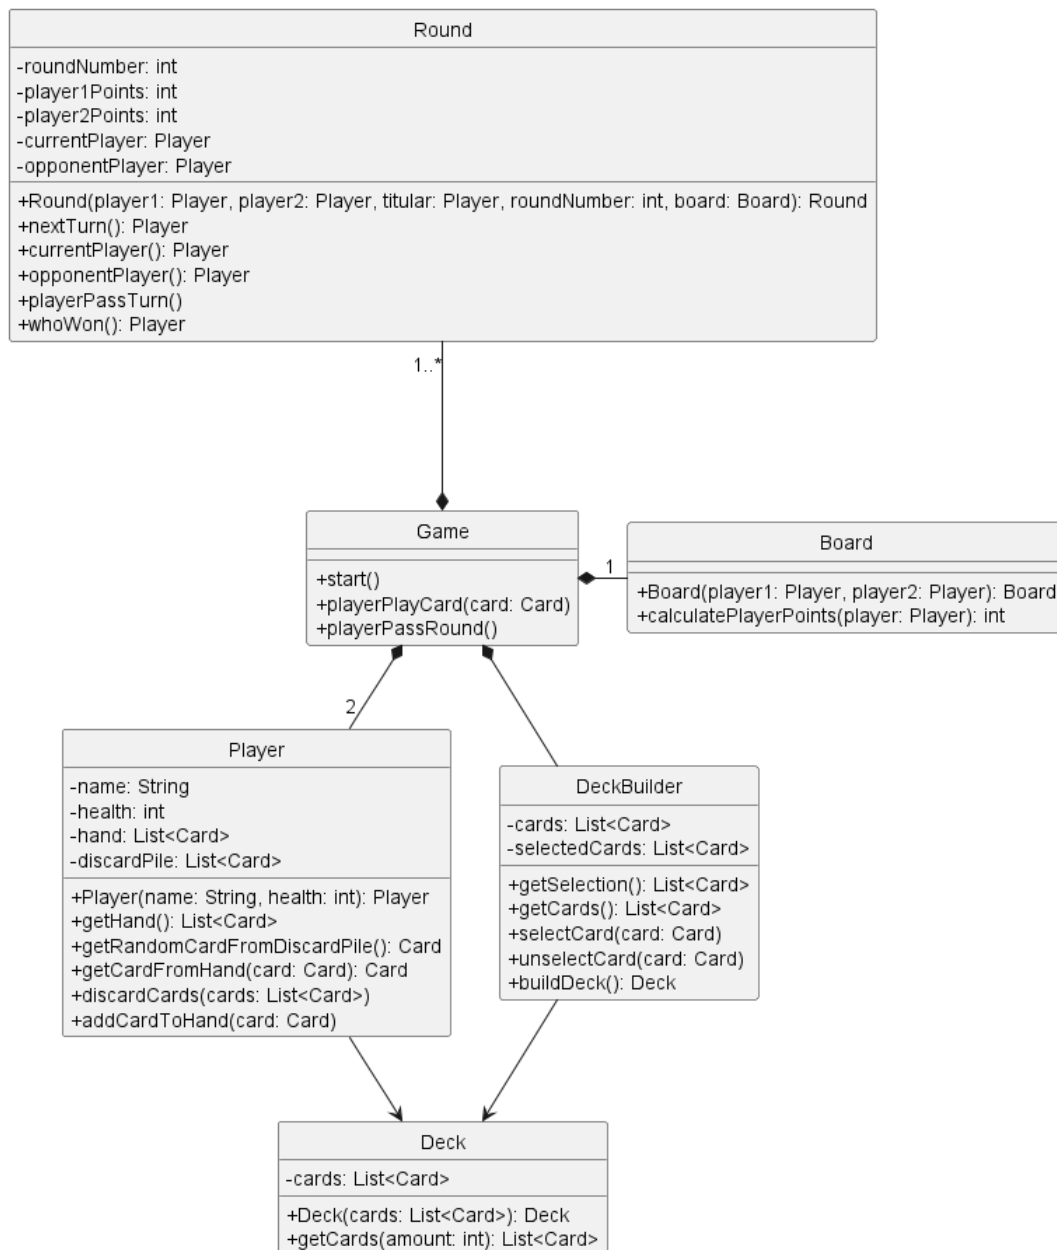 Round
-roundNumber: int
-player1Points: int
-player2Points: int
-currentPlayer: Player
-opponentPlayer: Player
+Round(player1: Player, player2: Player, titular: Player, roundNumber: int, board: Board): Round
+nextTurn(): Player
+currentPlayer(): Player
+opponentPlayer(): Player
+playerPassTurn()
+whoWon(): Player
1..*
Game
+start()
+playerPlayCard(card: Card)
+playerPassRound()
1
Board
+Board(player1: Player, player2: Player): Board
+calculatePlayerPoints(player: Player): int
2
Player
-name: String
-health: int
-hand: List<Card>
-discardPile: List<Card>
+Player(name: String, health: int): Player
+getHand(): List<Card>
+getRandomCardFromDiscardPile(): Card
+getCardFromHand(card: Card): Card
+discardCards(cards: List<Card>)
+addCardToHand(card: Card)
DeckBuilder
-cards: List<Card>
-selectedCards: List<Card>
+getSelection(): List<Card>
+getCards(): List<Card>
+selectCard(card: Card)
+unselectCard(card: Card)
+buildDeck(): Deck
Deck
-cards: List<Card>
+Deck(cards: List<Card>): Deck
+getCards(amount: int): List<Card>